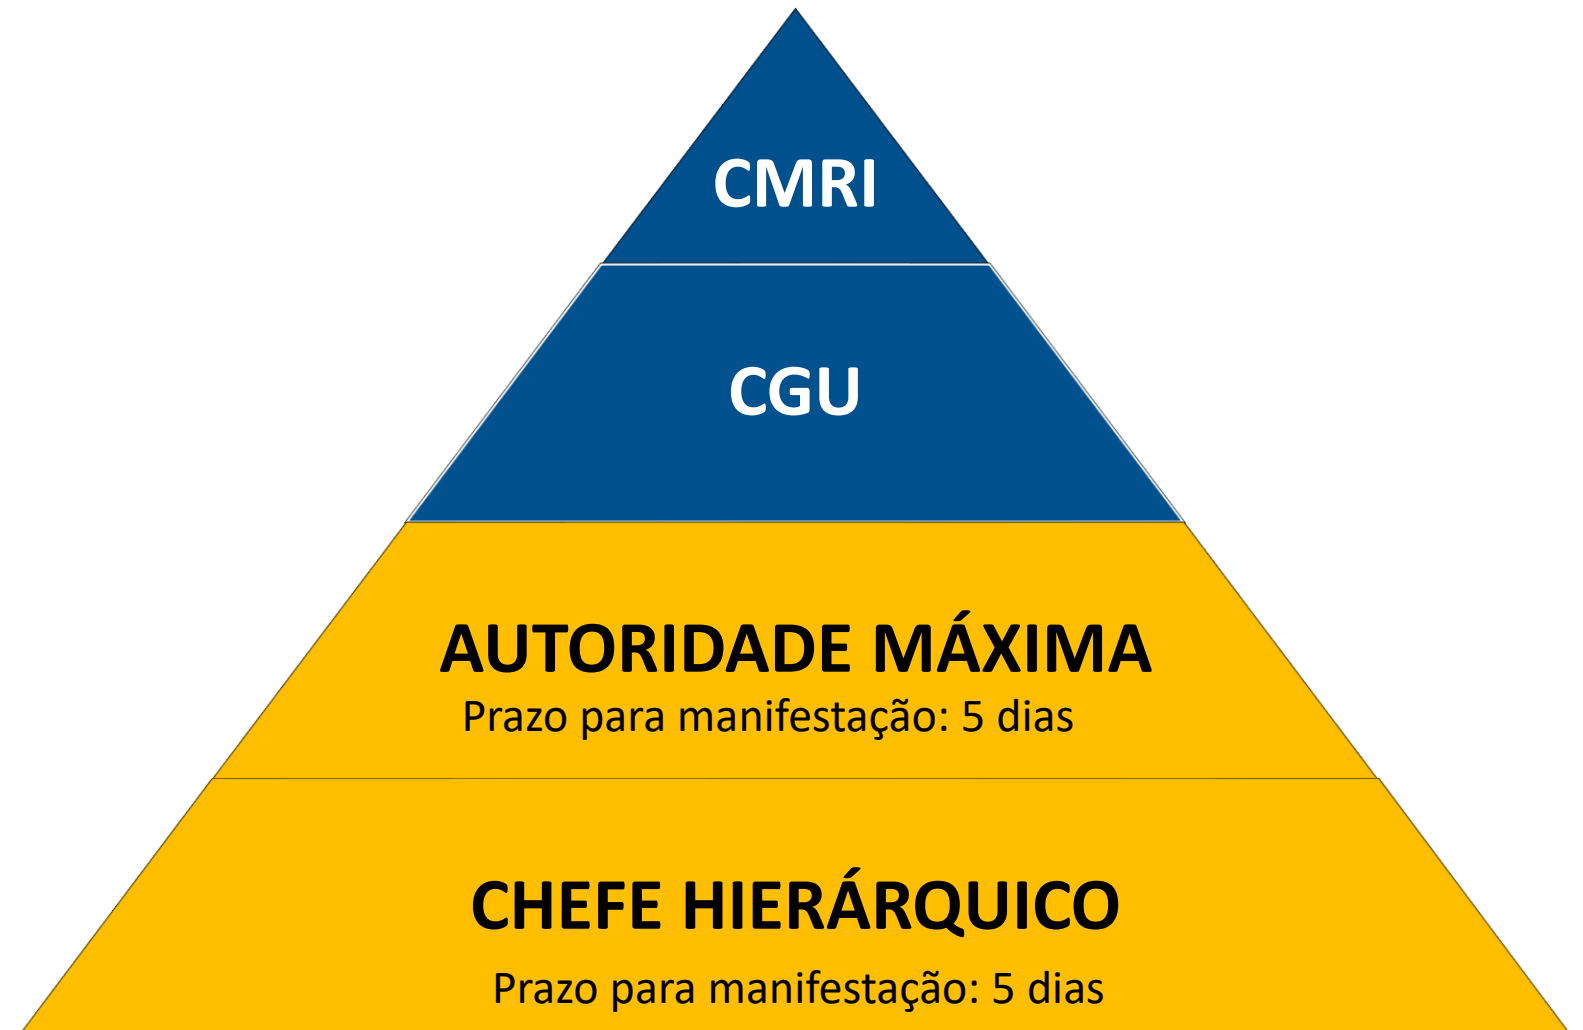 CMRI
CGU
AUTORIDADE MÁXIMA
Prazo para manifestação: 5 dias
CHEFE HIERÁRQUICO
Prazo para manifestação: 5 dias